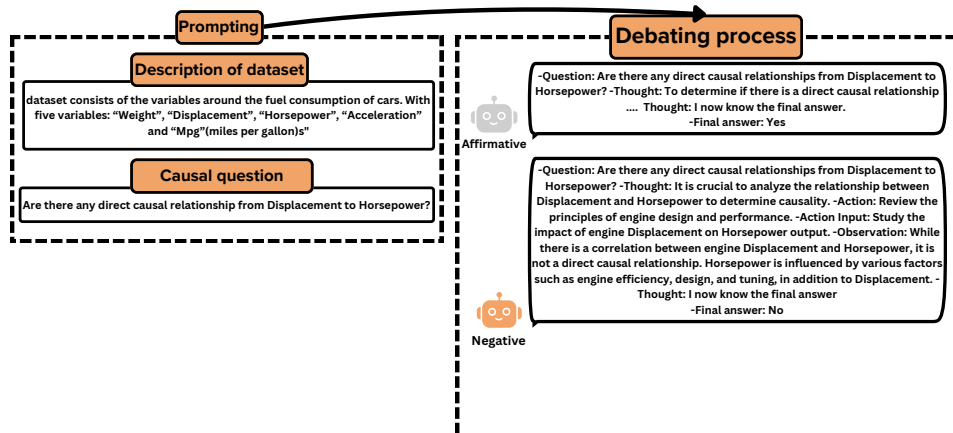 Prompting
Description of dataset
dataset consists of the variables around the fuel consumption of cars. With
five variables: “Weight”, “Displacement”, “Horsepower”, “Acceleration”
and “Mpg”(miles per gallon)s"
Causal question
Are there any direct causal relationship from Displacement to Horsepower?
Debating process
-Question: Are there any direct causal relationships from Displacement to
Horsepower? -Thought: To determine if there is a direct causal relationship
.... Thought: I now know the final answer.
-Final answer: Yes
Affirmative
-Question: Are there any direct causal relationships from Displacement to
Horsepower? -Thought: It is crucial to analyze the relationship between
Displacement and Horsepower to determine causality. -Action: Review the
principles of engine design and performance. -Action Input: Study the
impact of engine Displacement on Horsepower output. -Observation: While
there is a correlation between engine Displacement and Horsepower, it is
not a direct causal relationship. Horsepower is influenced by various factors
such as engine efficiency, design, and tuning, in addition to Displacement. -
Thought: I now know the final answer
-Final answer: No
Negative